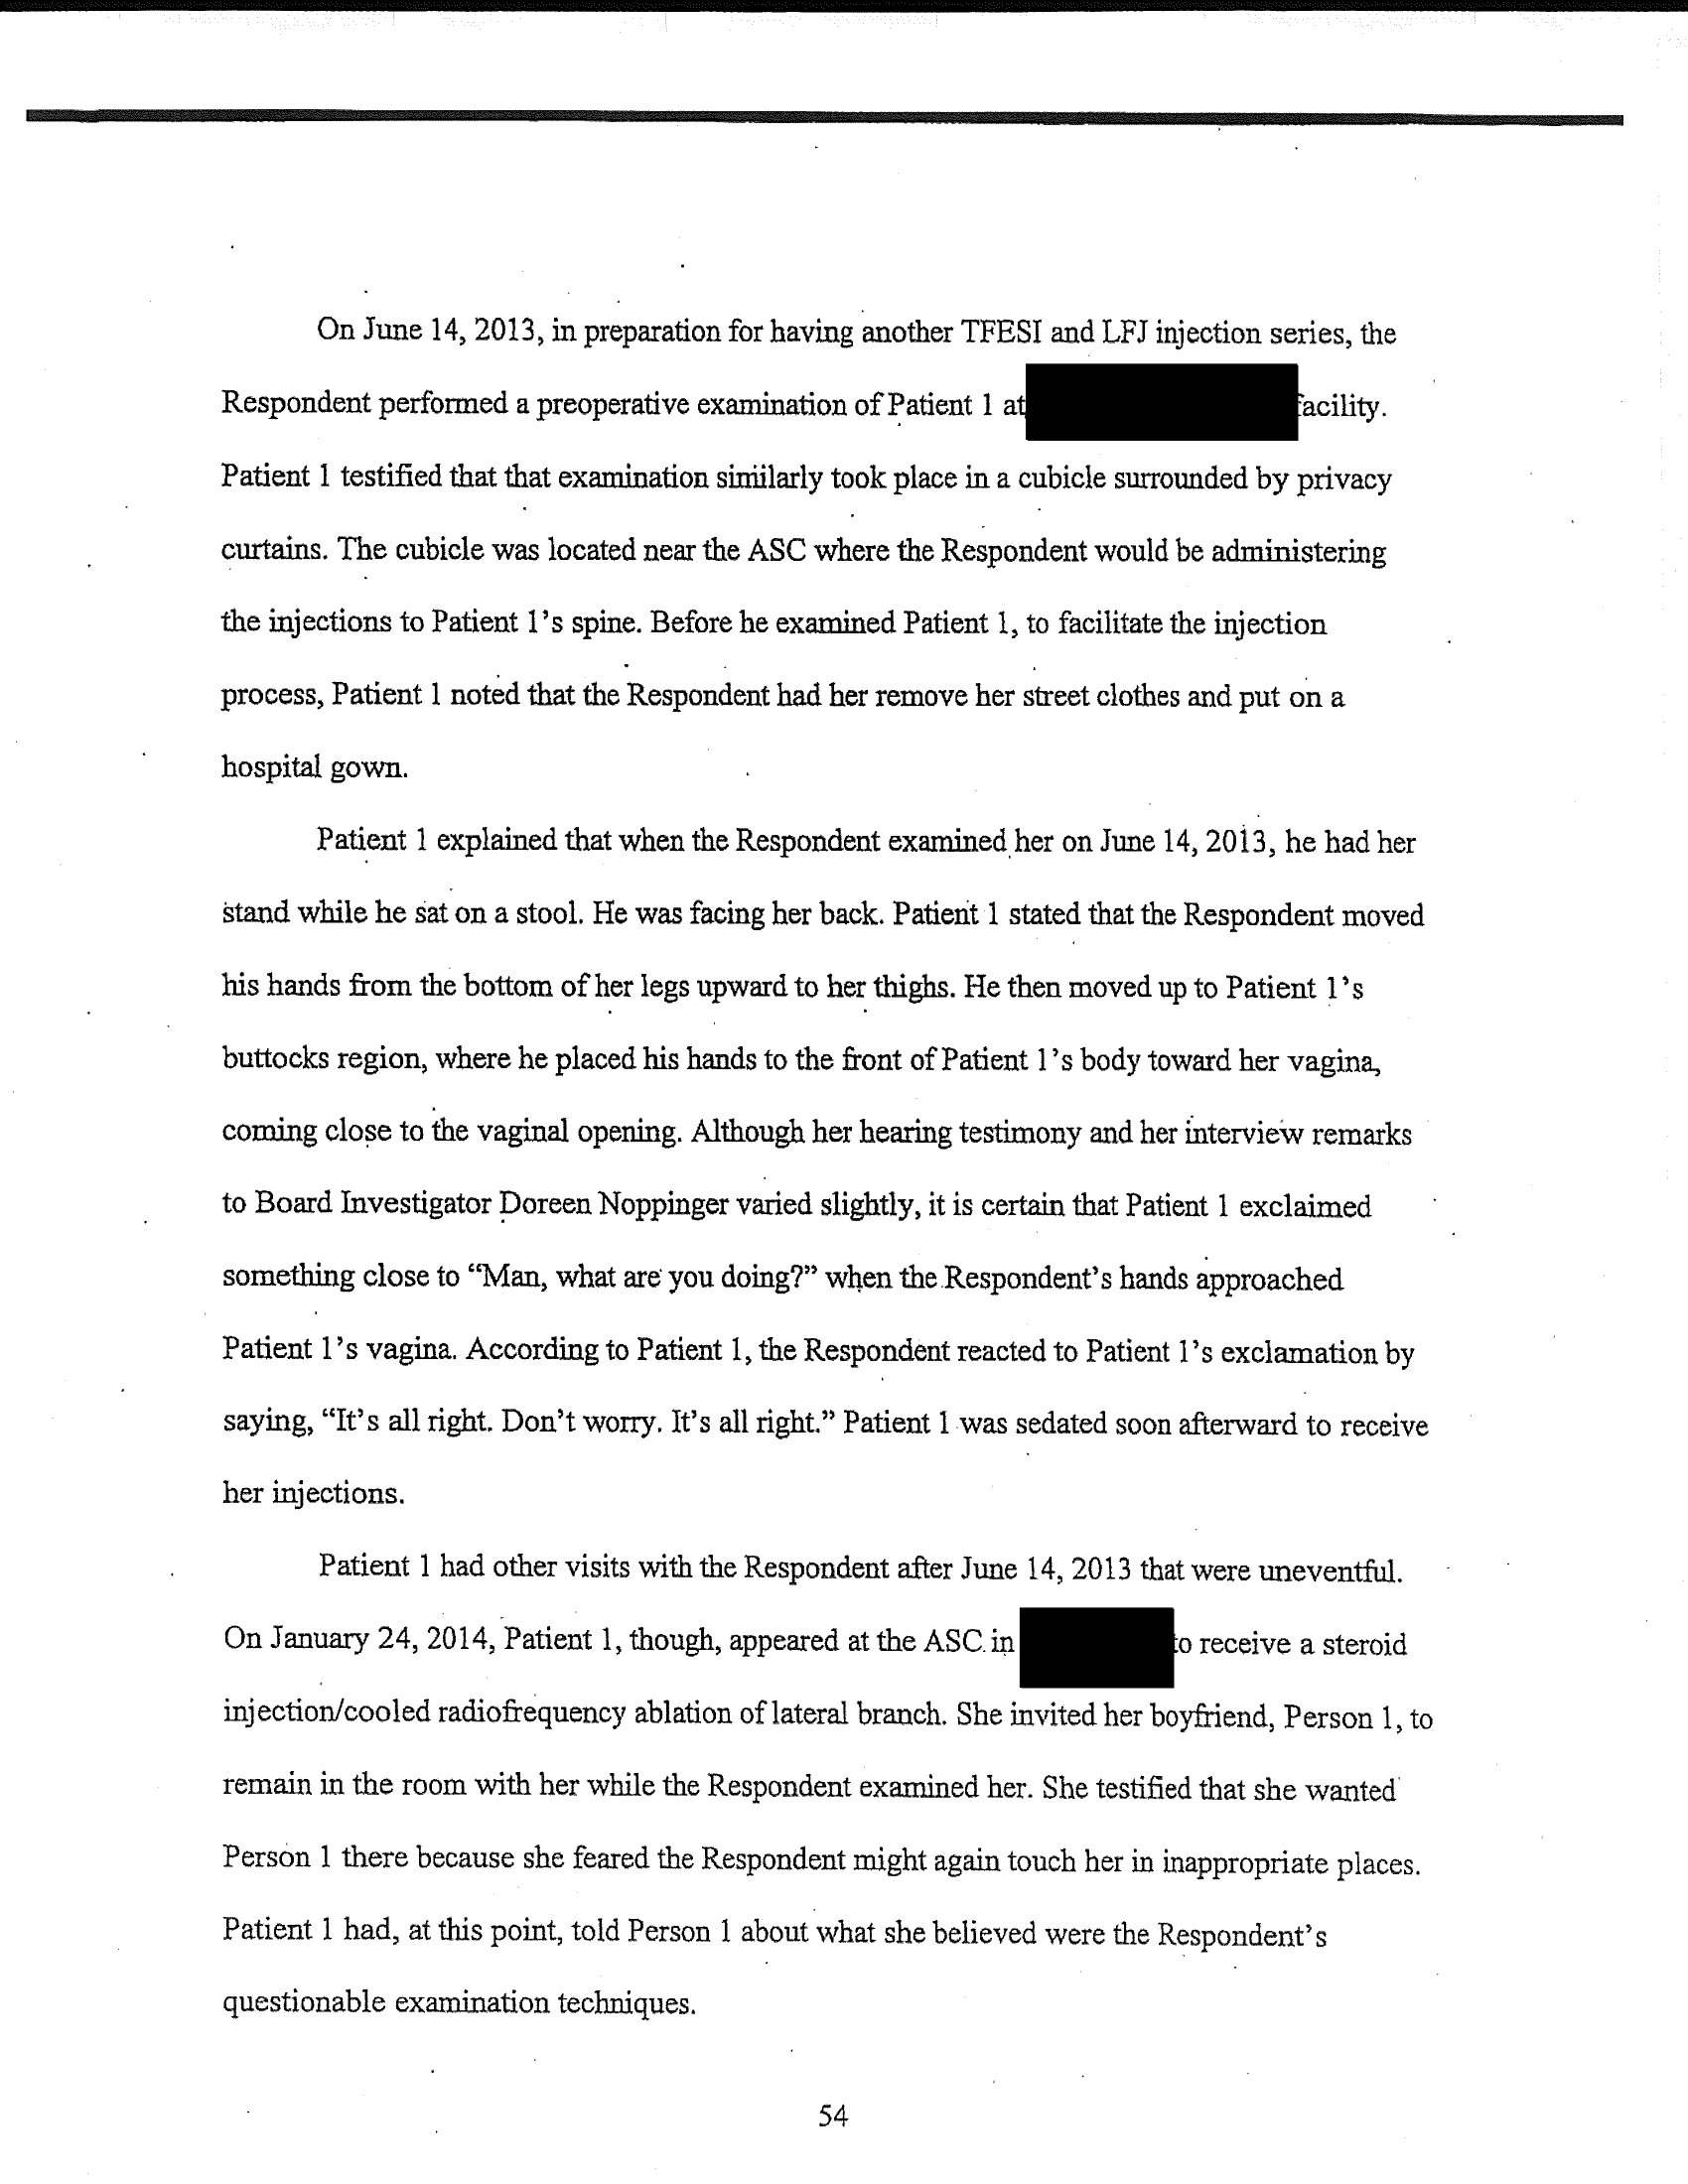 On June 14, 2013, in preparation for having another TFESI and LFJ injection series, the
Respondent performed a preoperative examination of Patient 1 at acility.
Patient 1 testified that that examination similarly took place in a cubicle surrounded by privacy
curtains. The cubicle was located near the ASC where the Respondent would be administering
the injections to Patient 1's spine. Before he examined Patient 1, to facilitate the injection
process, Patient 1 noted that the Respondent had her remove her street clothes and put on a
hospital gown.
Patient 1 explained that when the Respondent examined her on June 14, 2013, he had her
stand while he sat on a stool. He was facing her back. Patient 1 stated that the Respondent moved
his hands from the bottom of her legs upward to her thighs. He then moved up to Patient 1's
buttocks region, where he placed his hands to the front of Patient 1's body toward her vagina,
coming close to the vaginal opening. Although her hearing testimony and her interview remarks
to Board Investigator Doreen Noppinger varied slightly, it is certain that Patient 1 exclaimed
something close to “Man, what are you doing?” when the Respondent's hands approached
Patient 1's vagina. According to Patient 1, the Respondent reacted to Patient 1's exclamation by
saying, “It's all right. Don't worry. It's all right.” Patient 1 was sedated soon afterward to receive
her injections.
Patient 1 had other visits with the Respondent after June 14, 2013 that were uneventful.
On January 24, 2014, Patient 1, though, appeared at the ASC in to receive a steroid
injection/cooled radiofrequency ablation of lateral branch. She invited her boyfriend, Person 1, to
remain in the room with her while the Respondent examined her. She testified that she wanted
Person 1 there because she feared the Respondent might again touch her in inappropriate places.
Patient 1 had, at this point, told Person 1 about what she believed were the Respondent's
questionable examination techniques.
54